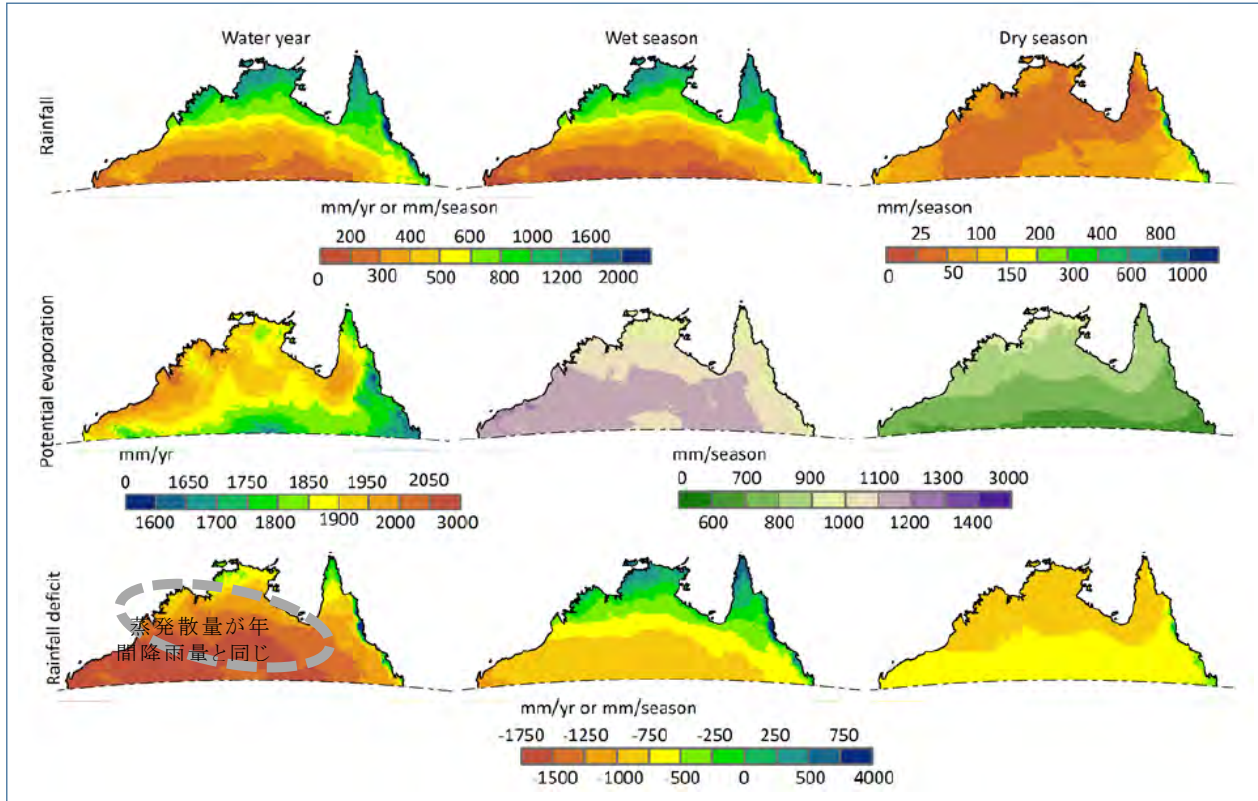 Water year
Wet season
Dry season
Rainfall
mm/yr or mm/season
200 400 600 1000 1600
0 300 500 800 1200 2000
mm/season
25 100 200 400 800
0 50 150 300 600 1000
Potential evaporation
mm/yr
0 1650 1750 1850 1950 2050
1600 1700 1800 1900 2000 3000
mm/season
0 700 900 1100 1300 3000
600 800 1000 1200 1400
Rainfall deficit
蒸発散量が年
間降雨量と同じ
mm/yr or mm/season
-1750 -1250 -750 -250 250 750
-1500 -1000 -500 0 500 4000